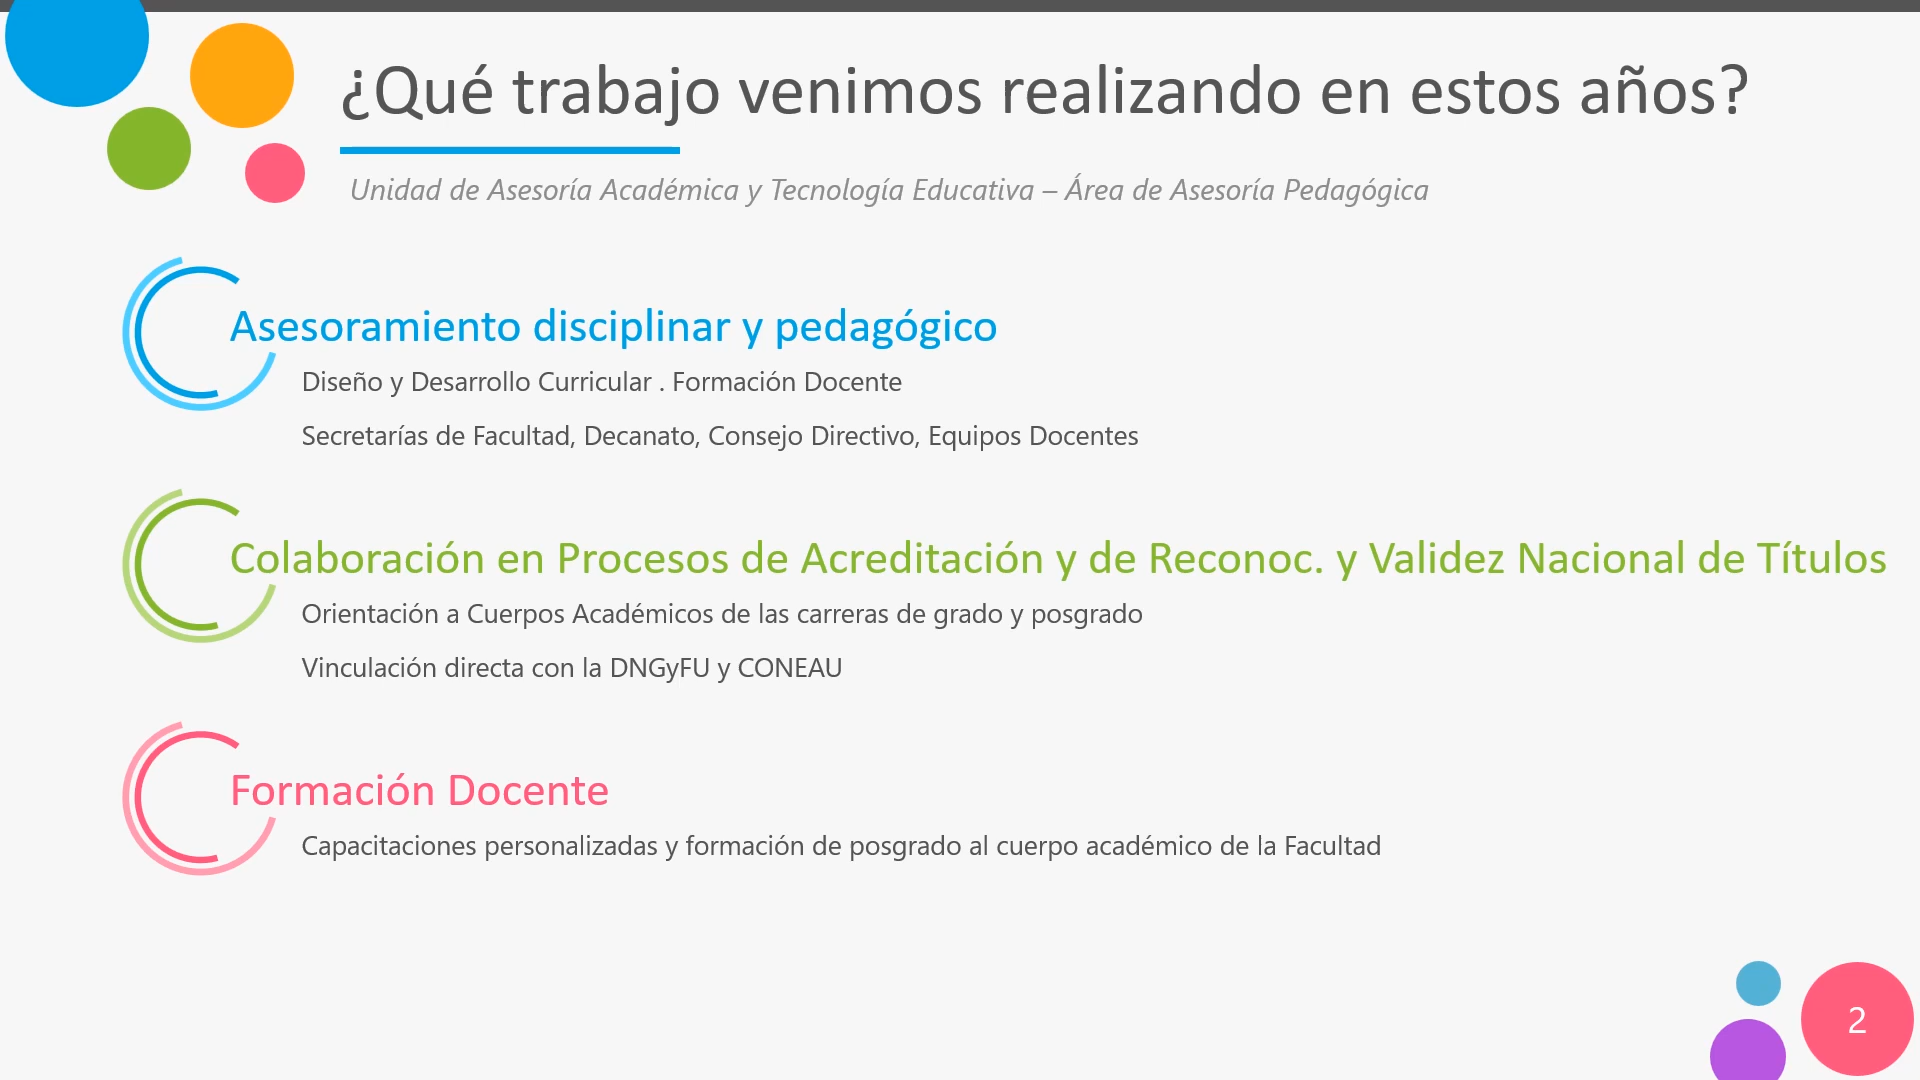 ¿Qué trabajo venimos realizando en estos años?
Unidad de Asesoría Académica y Tecnología Educativa – Área de Asesoría Pedagógica
Asesoramiento disciplinar y pedagógico
Diseño y Desarrollo Curricular . Formación Docente
Secretarías de Facultad, Decanato, Consejo Directivo, Equipos Docentes
Colaboración en Procesos de Acreditación y de Reconoc. y Validez Nacional de Títulos
Orientación a Cuerpos Académicos de las carreras de grado y posgrado
Vinculación directa con la DNGyFU y CONEAU
Formación Docente
Capacitaciones personalizadas y formación de posgrado al cuerpo académico de la Facultad
2